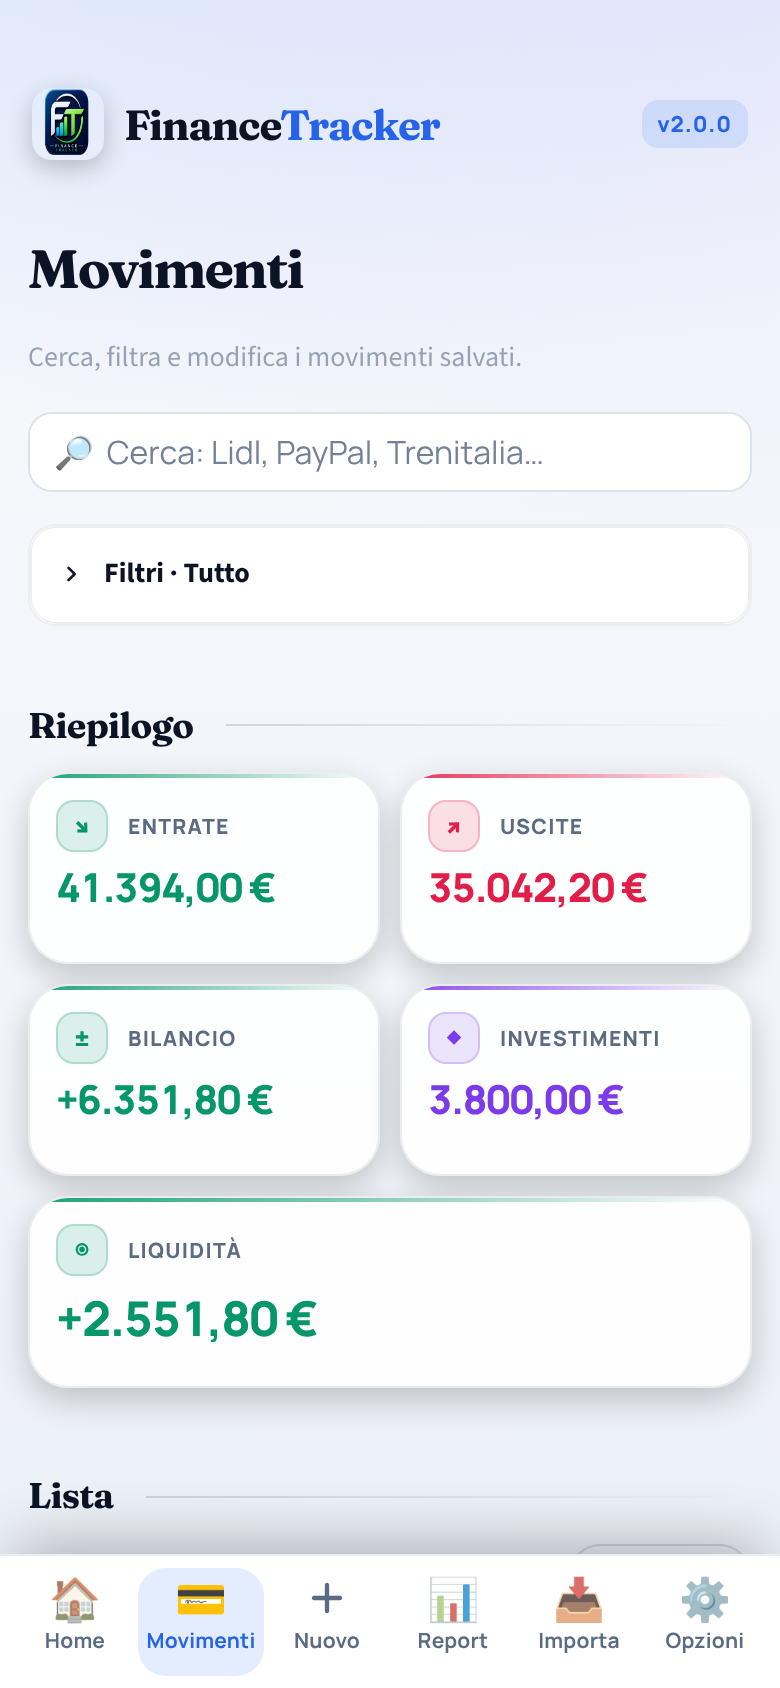 FinanceTracker
v2.0.0
Movimenti
Cerca, filtra e modifica i movimenti salvati.
🔎 Cerca: Lidl, PayPal, Trenitalia...
Filtri · Tutto
Riepilogo
ENTRATE
41.394,00 €
USCITE
35.042,20 €
BILANCIO
+6.351,80 €
INVESTIMENTI
3.800,00 €
LIQUIDITÀ
+2.551,80 €
Lista
Home
Movimenti
Nuovo
Report
Importa
Opzioni